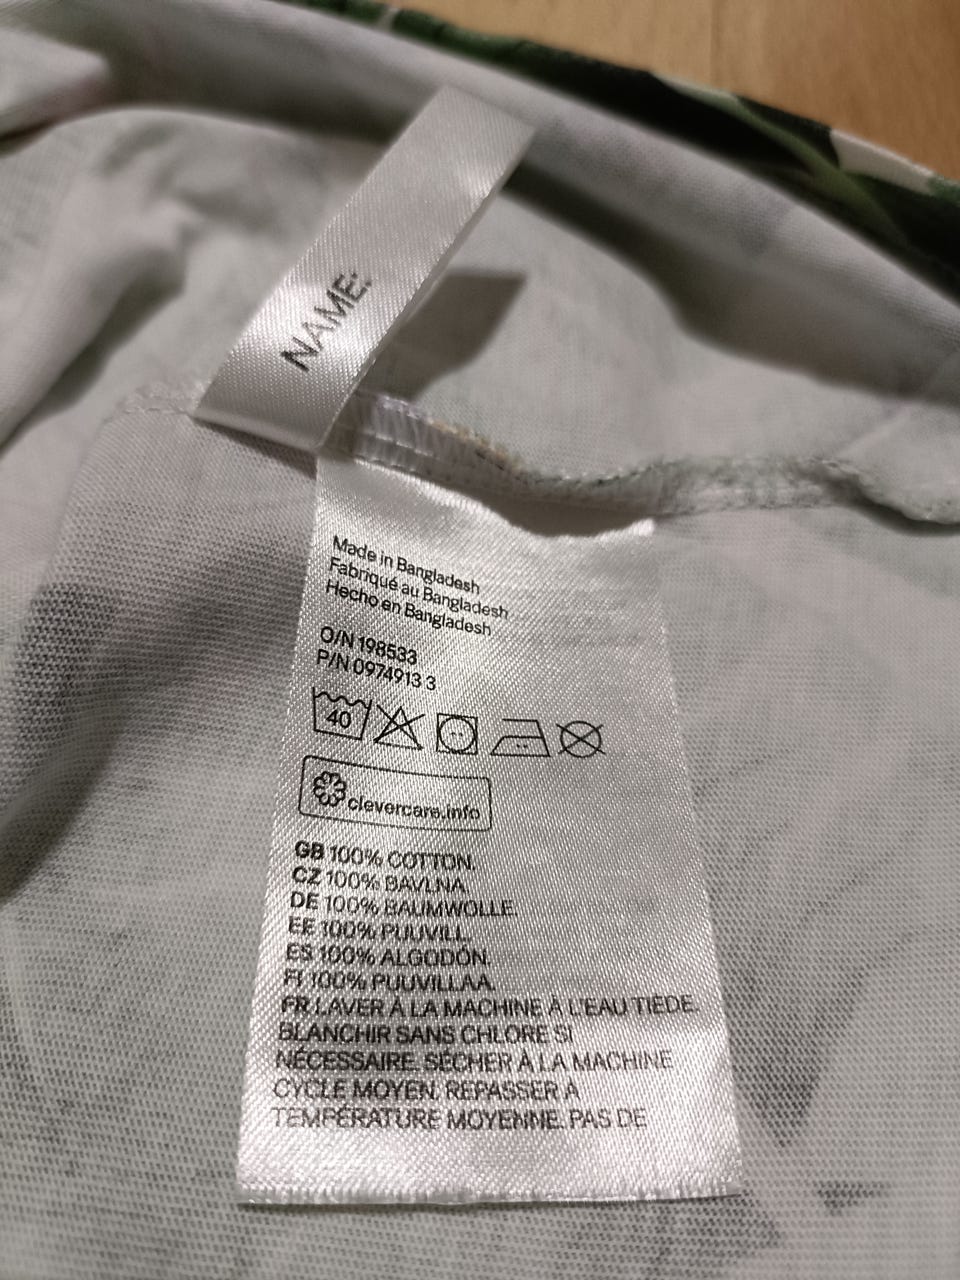 NAME:
Made in Bangladesh
Fabriqué au Bangladesh
Hecho en Bangladesh
O/N 198533
P/N 0974913 3
40
clevercare.info
GB 100% COTTON.
CZ 100% BAVLNA.
DE 100% BAUMWOLLE.
EE 100% PUUVILL.
ES 100% ALGODÓN.
FI 100% PUUVILLAA.
FR LAVER À LA MACHINE À L'EAU TIÈDE.
BLANCHIR SANS CHLORE SI
NÉCESSAIRE. SÉCHER À LA MACHINE
CYCLE MOYEN. REPASSER À
TEMPÉRATURE MOYENNE. PAS DE